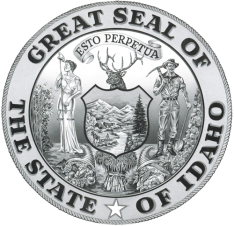 GREAT SEAL OF
ESTO PERPETUA
THE STATE OF IDAHO